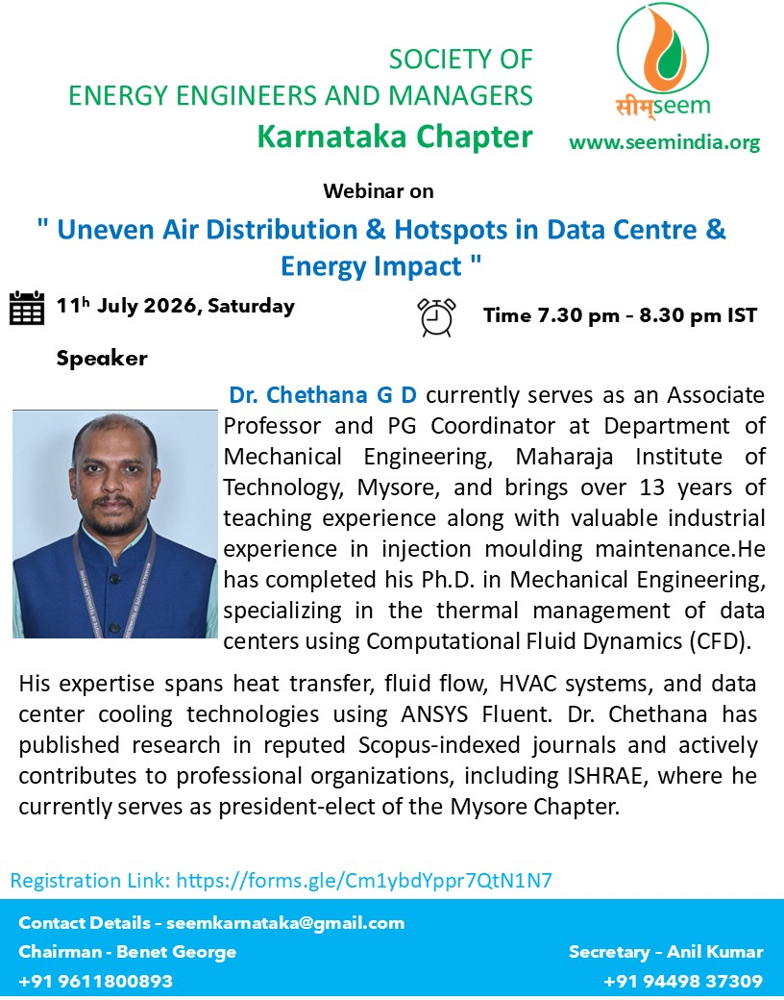 SOCIETY OF
ENERGY ENGINEERS AND MANAGERS
Karnataka Chapter
सीम्seem
www.seemindia.org
Webinar on
" Uneven Air Distribution & Hotspots in Data Centre &
Energy Impact "
11h July 2026, Saturday
Time 7.30 pm – 8.30 pm IST
Speaker
Dr. Chethana G D currently serves as an Associate
Professor and PG Coordinator at Department of
Mechanical Engineering, Maharaja Institute of
Technology, Mysore, and brings over 13 years of
teaching experience along with valuable industrial
experience in injection moulding maintenance.He
has completed his Ph.D. in Mechanical Engineering,
specializing in the thermal management of data
centers using Computational Fluid Dynamics (CFD).
His expertise spans heat transfer, fluid flow, HVAC systems, and data
center cooling technologies using ANSYS Fluent. Dr. Chethana has
published research in reputed Scopus-indexed journals and actively
contributes to professional organizations, including ISHRAE, where he
currently serves as president-elect of the Mysore Chapter.
Registration Link: https://forms.gle/Cm1ybdYppr7QtN1N7
Contact Details – seemkarnataka@gmail.com
Chairman - Benet George
Secretary – Anil Kumar
+91 9611800893
+91 94498 37309